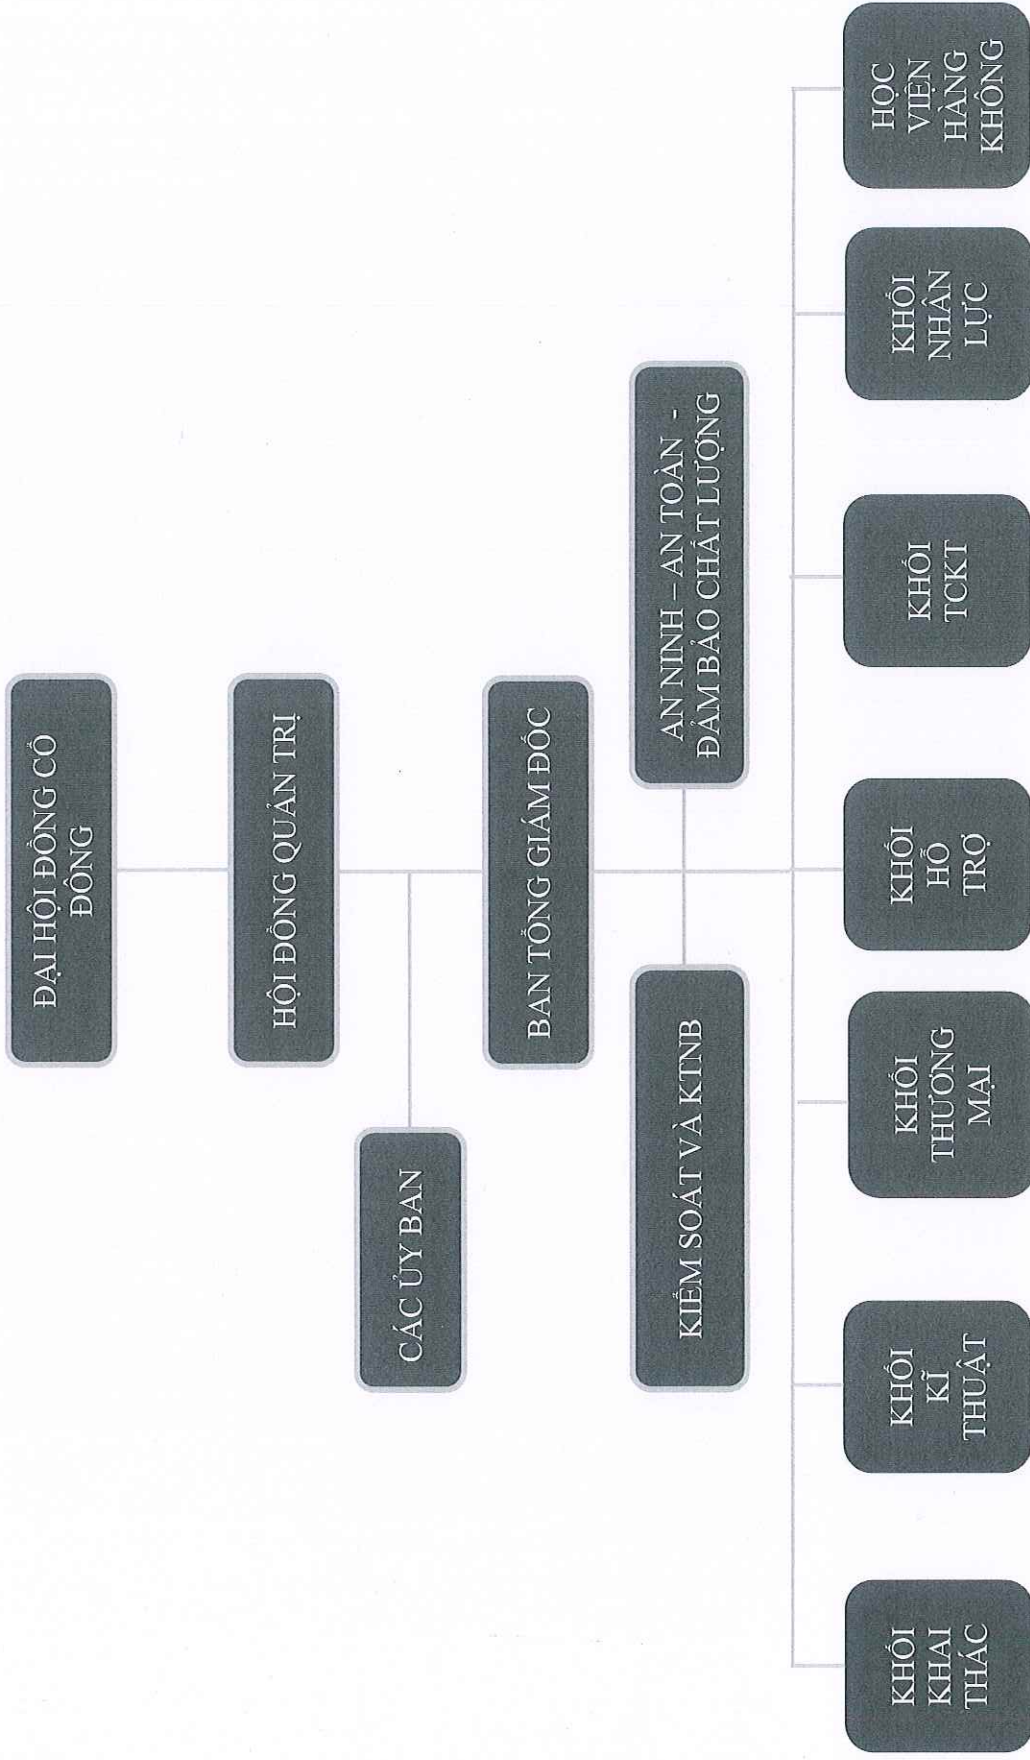 ĐẠI HỘI ĐỒNG CỔ
ĐÔNG
HỘI ĐỒNG QUẢN TRỊ
CÁC ỦY BAN
BAN TỔNG GIÁM ĐỐC
KIỂM SOÁT VÀ KTNB
AN NINH – AN TOÀN -
ĐẢM BẢO CHẤT LƯỢNG
KHỐI
KHAI
THÁC
KHỐI
KĨ
THUẬT
KHỐI
THƯƠNG
MẠI
KHỐI
HỖ
TRỢ
KHỐI
TCKT
KHỐI
NHÂN
LỰC
HỌC
VIỆN
HÀNG
KHÔNG